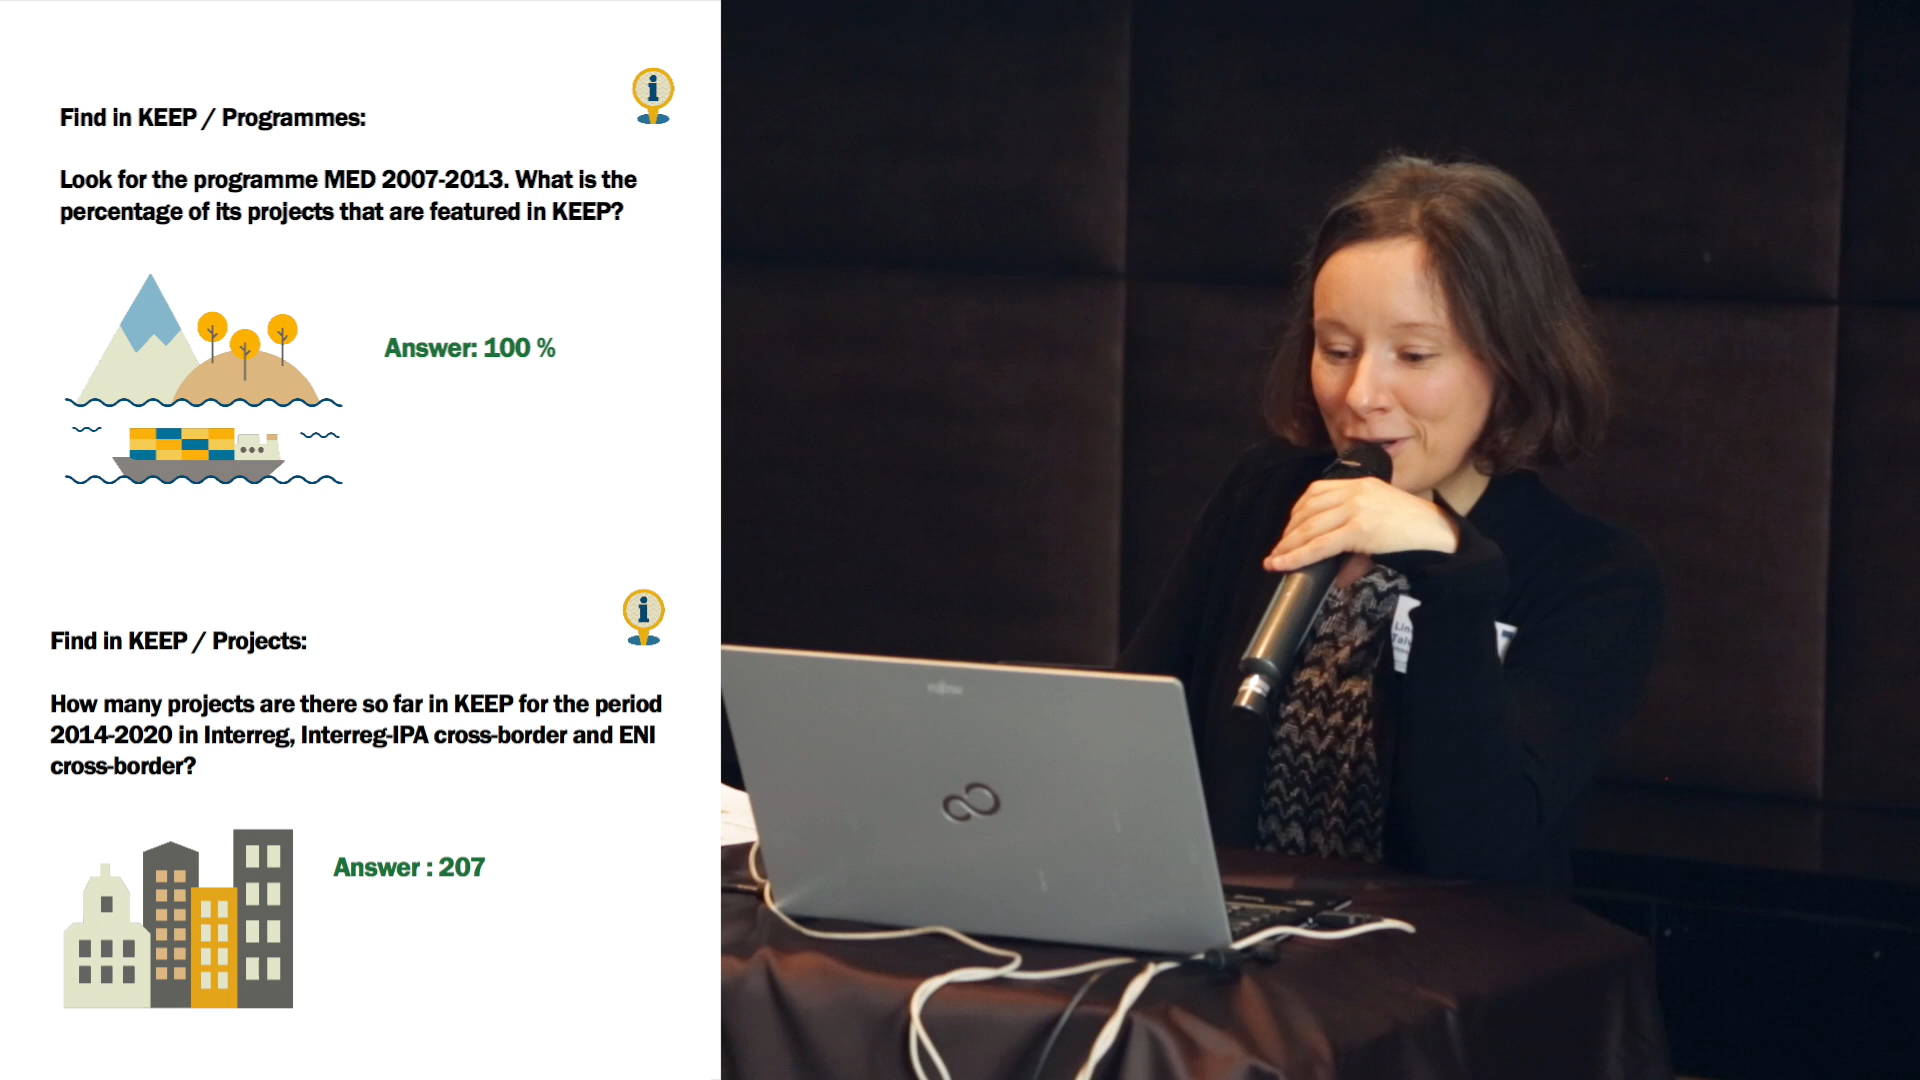 Find in KEEP / Programmes:
Look for the programme MED 2007-2013. What is the
percentage of its projects that are featured in KEEP?
Answer: 100 %
Find in KEEP / Projects:
How many projects are there so far in KEEP for the period
2014-2020 in Interreg, Interreg-IPA cross-border and ENI
cross-border?
Answer : 207